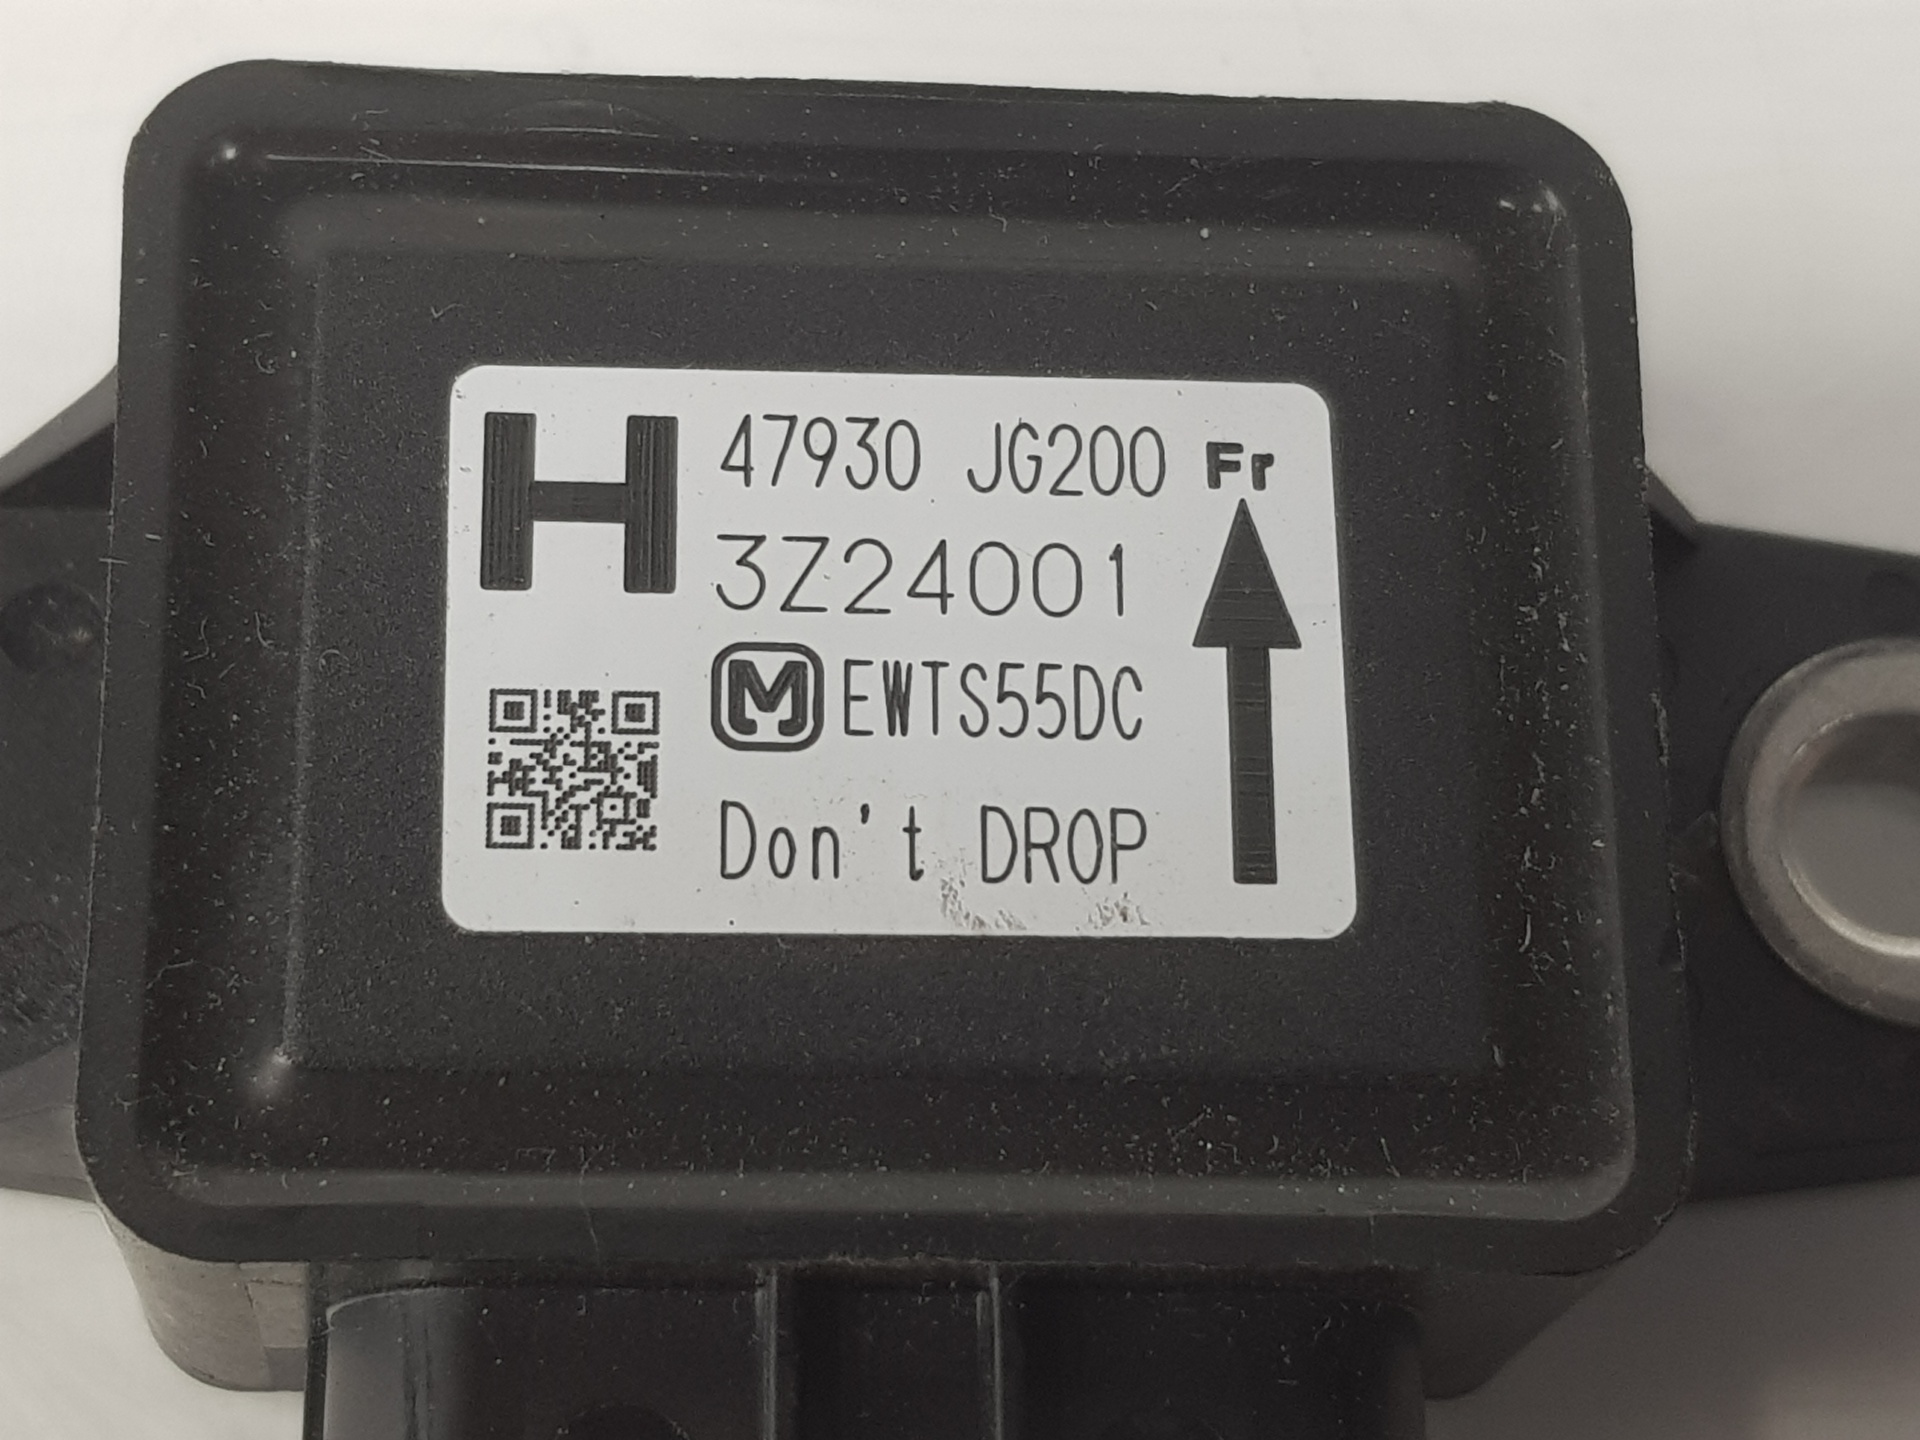 H
47930 JG200 Fr
3Z24001
M EWTS55DC
Don't DROP